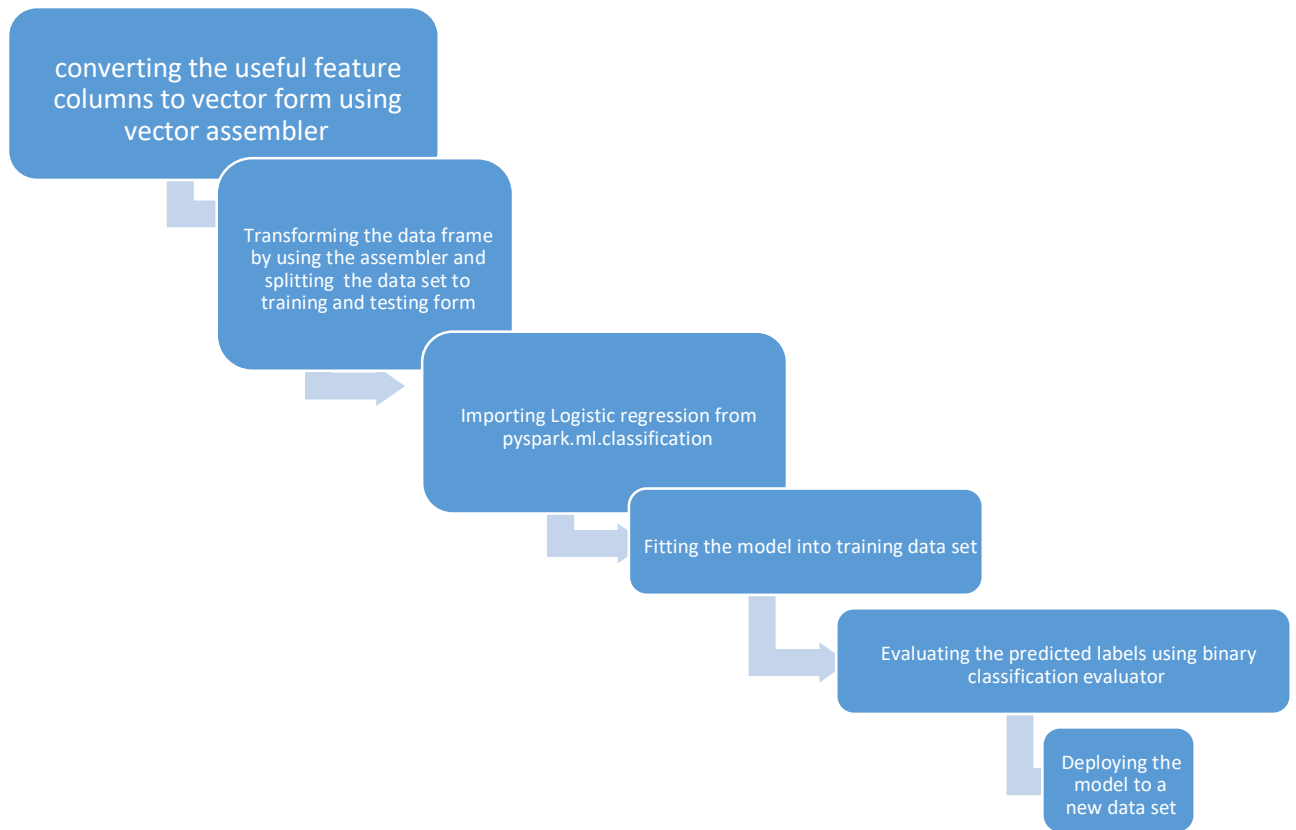 converting the useful feature
columns to vector form using
vector assembler
Transforming the data frame
by using the assembler and
splitting  the data set to
training and testing form
Importing Logistic regression from
pyspark.ml.classification
Fitting the model into training data set
Evaluating the predicted labels using binary
classification evaluator
Deploying the
model to a
new data set